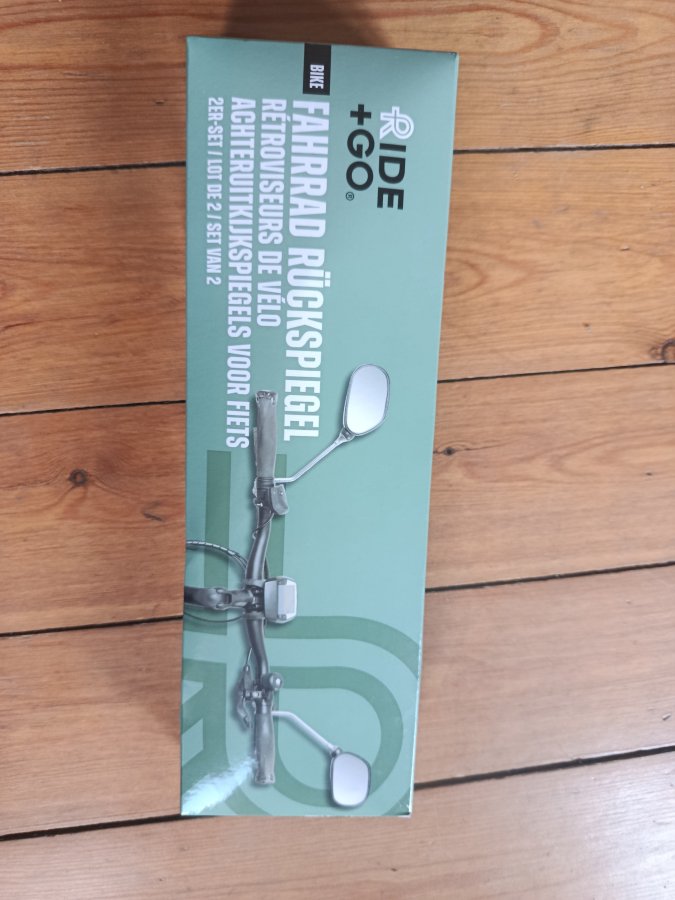 RIDE
+GO®
BIKE
FAHRRAD RÜCKSPIEGEL
RÉTROVISEURS DE VÉLO
ACHTERUITKIJKSPIEGELS VOOR FIETS
2ER-SET / LOT DE 2 / SET VAN 2